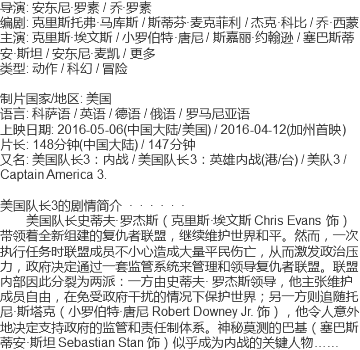 导演: 安东尼·罗素 / 乔·罗素
编剧: 克里斯托弗·马库斯 / 斯蒂芬·麦克菲利 / 杰克·科比 / 乔·西蒙
主演: 克里斯·埃文斯 / 小罗伯特·唐尼 / 斯嘉丽·约翰逊 / 塞巴斯蒂
安·斯坦 / 安东尼·麦凯 / 更多
类型: 动作 / 科幻 / 冒险
制片国家/地区: 美国
语言: 科萨语 / 英语 / 德语 / 俄语 / 罗马尼亚语
上映日期: 2016-05-06(中国大陆/美国) / 2016-04-12(加州首映)
片长: 148分钟(中国大陆) / 147分钟
又名: 美国队长3：内战 / 美国队长3：英雄内战(港/台) / 美队3 /
Captain America 3.
美国队长3的剧情简介 · · · · · ·
美国队长史蒂夫·罗杰斯（克里斯·埃文斯 Chris Evans 饰）
带领着全新组建的复仇者联盟，继续维护世界和平。然而，一次
执行任务时联盟成员不小心造成大量平民伤亡，从而激发政治压
力，政府决定通过一套监管系统来管理和领导复仇者联盟。联盟
内部因此分裂为两派：一方由史蒂夫·罗杰斯领导，他主张维护
成员自由，在免受政府干扰的情况下保护世界；另一方则追随托
尼·斯塔克（小罗伯特·唐尼 Robert Downey Jr. 饰），他令人意外
地决定支持政府的监管和责任制体系。神秘莫测的巴基（塞巴斯
蒂安·斯坦 Sebastian Stan 饰）似乎成为内战的关键人物……